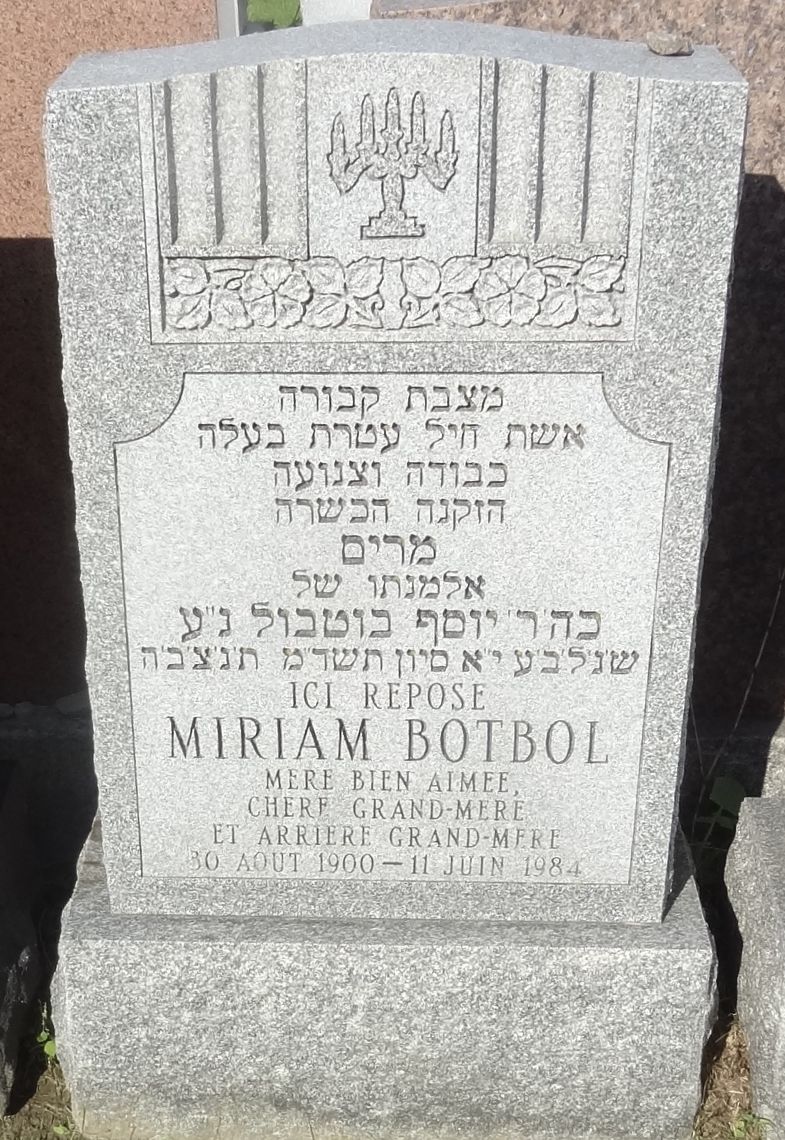 מצבת קבורה
אשת חיל עטרת בעלה
כבודה וצנועה
הזקנה הכשרה
מרים
אלמנתו של
כה'ר' יוסף בוטבול נ"ע
ש'נ'ל'ב'ע י"א סיון תשד"מ ת'נ'צ'ב'ה
ICI REPOSE
MIRIAM BOTBOL
MERE BIEN AIMEE,
CHERE GRAND-MERE
ET ARRIERE GRAND-MERE
30 AOUT 1900 — 11 JUIN 1984